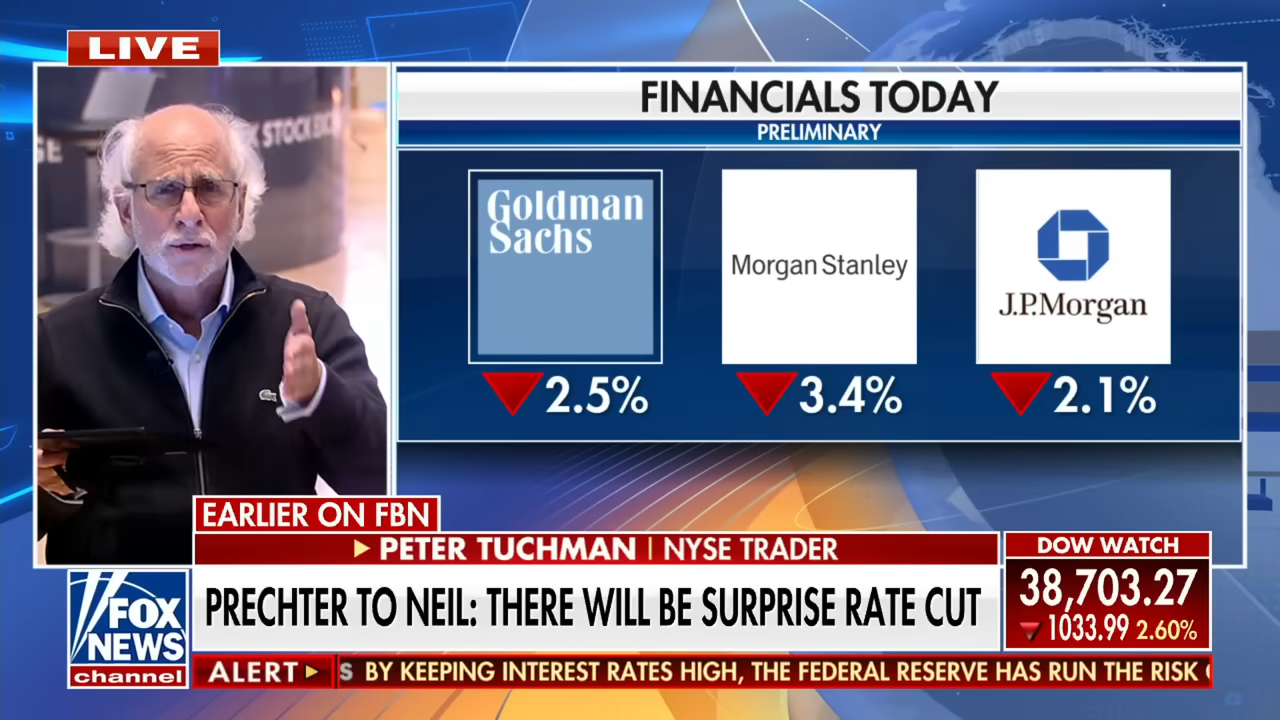 LIVE
GE
STOCK
FINANCIALS TODAY
PRELIMINARY
Goldman
Sachs
Morgan Stanley
J.P.Morgan
2.5%
3.4%
2.1%
EARLIER ON FBN
PETER TUCHMAN | NYSE TRADER
PRECHTER TO NEIL: THERE WILL BE SURPRISE RATE CUT
DOW WATCH
38,703.27
1033.99 2.60%
FOX
NEWS
channel
ALERT
S BY KEEPING INTEREST RATES HIGH, THE FEDERAL RESERVE HAS RUN THE RISK